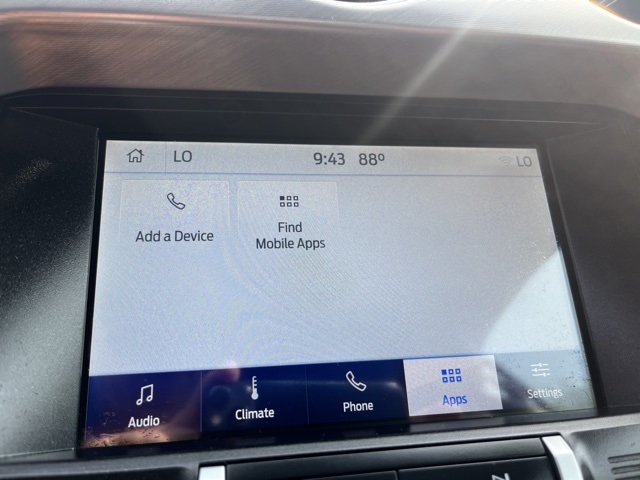 LO 9:43 88° LO
Add a Device
Find
Mobile Apps
Audio Climate Phone Apps Settings